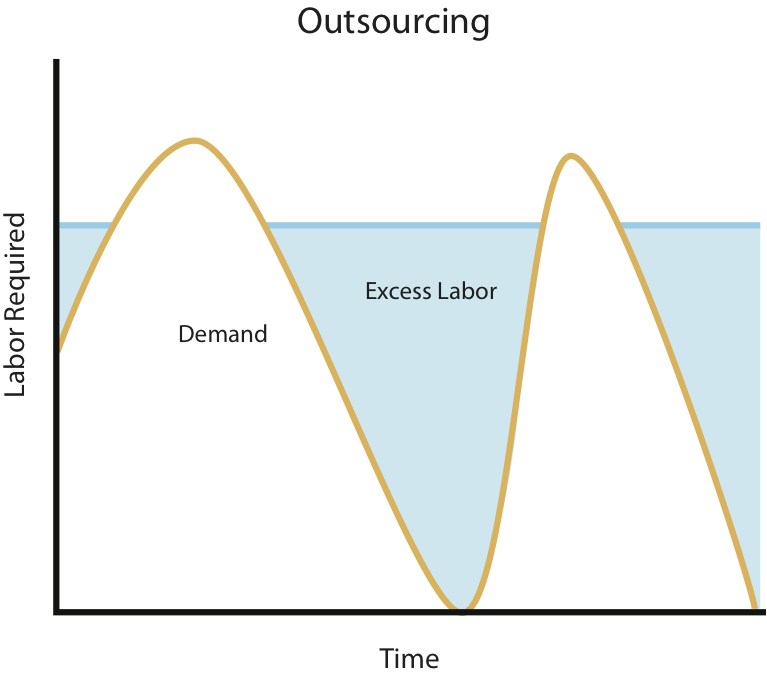 Outsourcing
Labor Required
Excess Labor
Demand
Time